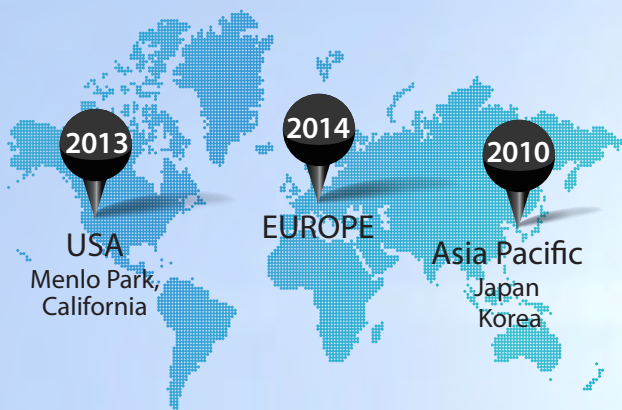 2013
USA
Menlo Park,
California
2014
EUROPE
2010
Asia Pacific
Japan
Korea